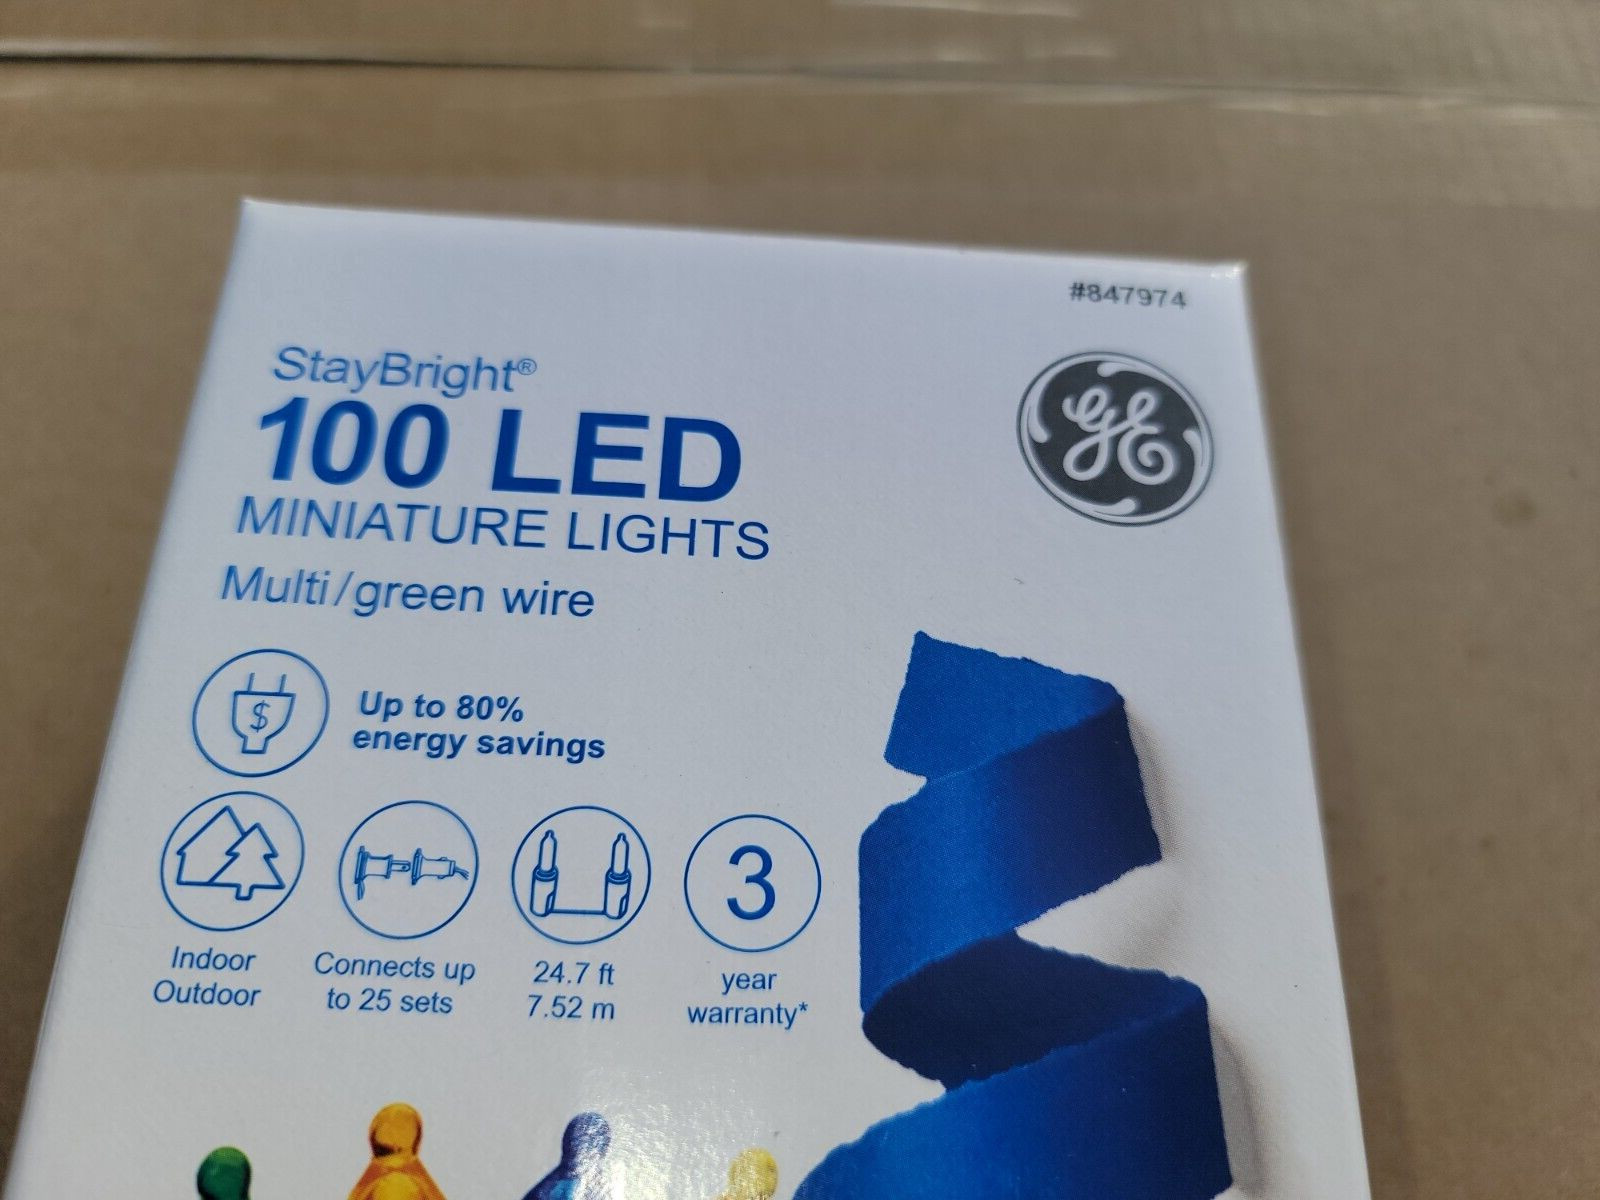 #847974
StayBright®
GE
100 LED
MINIATURE LIGHTS
Multi/green wire
$
Up to 80%
energy savings
3
Indoor
Outdoor
Connects up
to 25 sets
24.7 ft
7.52 m
year
warranty*